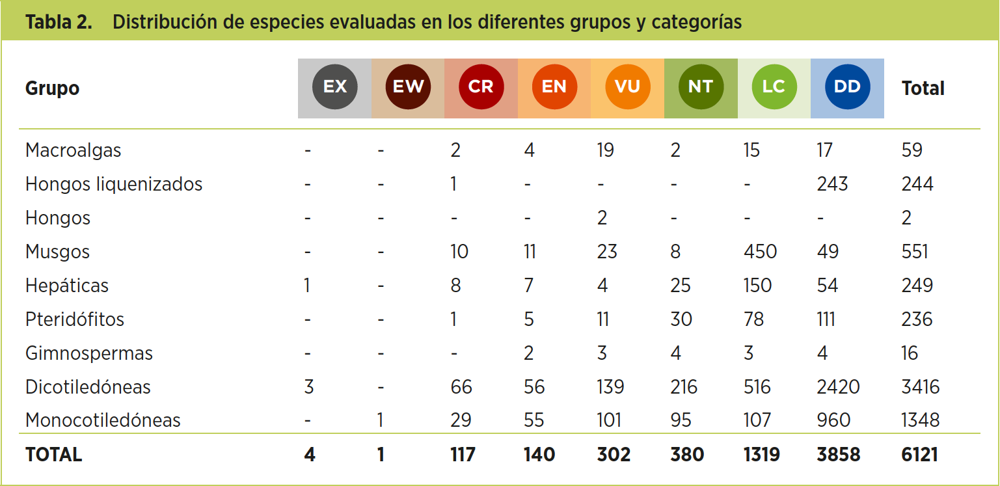 Tabla 2. Distribución de especies evaluadas en los diferentes grupos y categorías
Grupo EX EW CR EN VU NT LC DD Total
Macroalgas - - 2 4 19 2 15 17 59
Hongos liquenizados - - 1 - - - - 243 244
Hongos - - - - 2 - - - 2
Musgos - - 10 11 23 8 450 49 551
Hepáticas 1 - 8 7 4 25 150 54 249
Pteridófitos - - 1 5 11 30 78 111 236
Gimnospermas - - - 2 3 4 3 4 16
Dicotiledóneas 3 - 66 56 139 216 516 2420 3416
Monocotiledóneas - 1 29 55 101 95 107 960 1348
TOTAL 4 1 117 140 302 380 1319 3858 6121